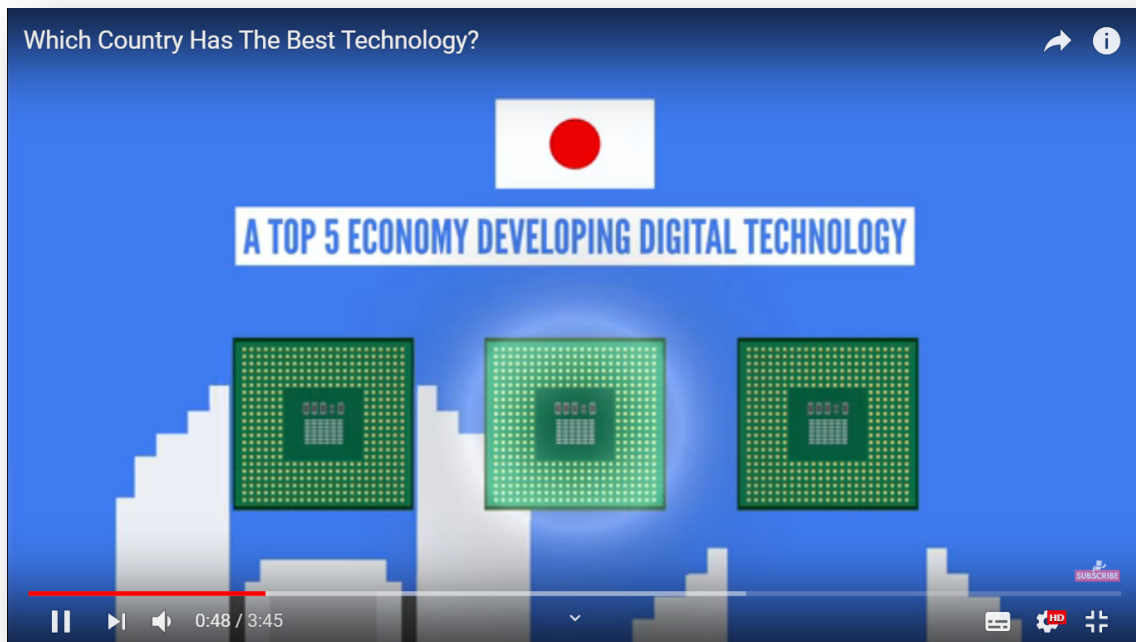 Which Country Has The Best Technology?
A TOP 5 ECONOMY DEVELOPING DIGITAL TECHNOLOGY
SUBSCRIBE
0:48 / 3:45
HD